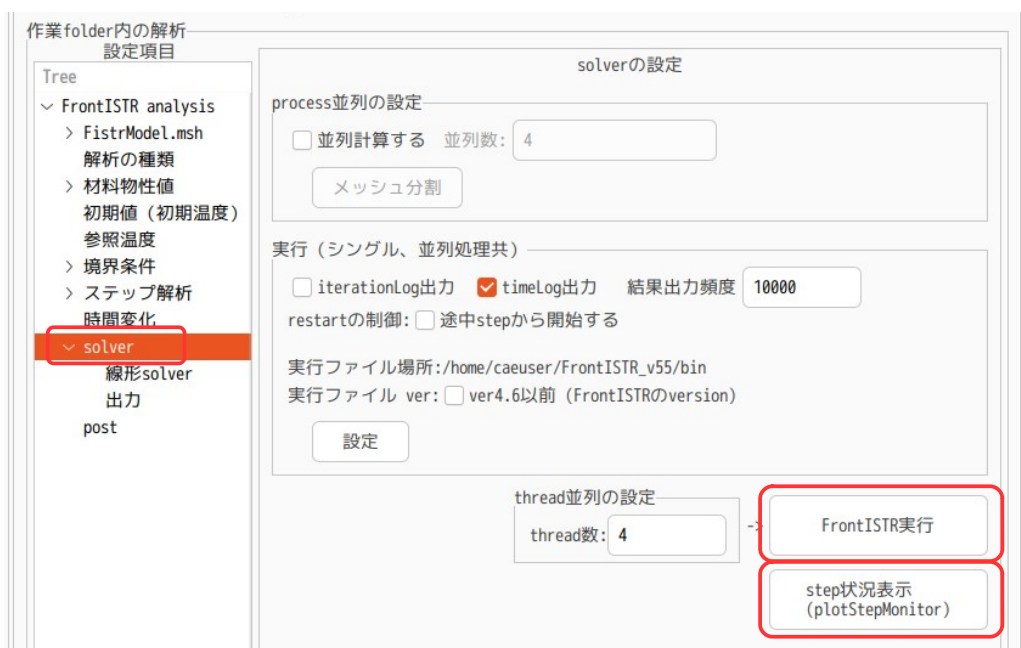 作業folder内の解析
設定項目
Tree
FrontISTR analysis
FistrModel.msh
解析の種類
材料物性値
初期値（初期温度）
参照温度
境界条件
ステップ解析
時間変化
solver
線形solver
出力
post
solverの設定
process並列の設定
並列計算する 並列数: 4
メッシュ分割
実行（シングル、並列処理共）
iterationLog出力 timeLog出力 結果出力頻度 10000
restartの制御: 途中stepから開始する
実行ファイル場所:/home/caeuser/FrontISTR_v55/bin
実行ファイル ver: ver4.6以前（FrontISTRのversion）
設定
thread並列の設定
thread数: 4
->
FrontISTR実行
step状況表示
(plotStepMonitor)